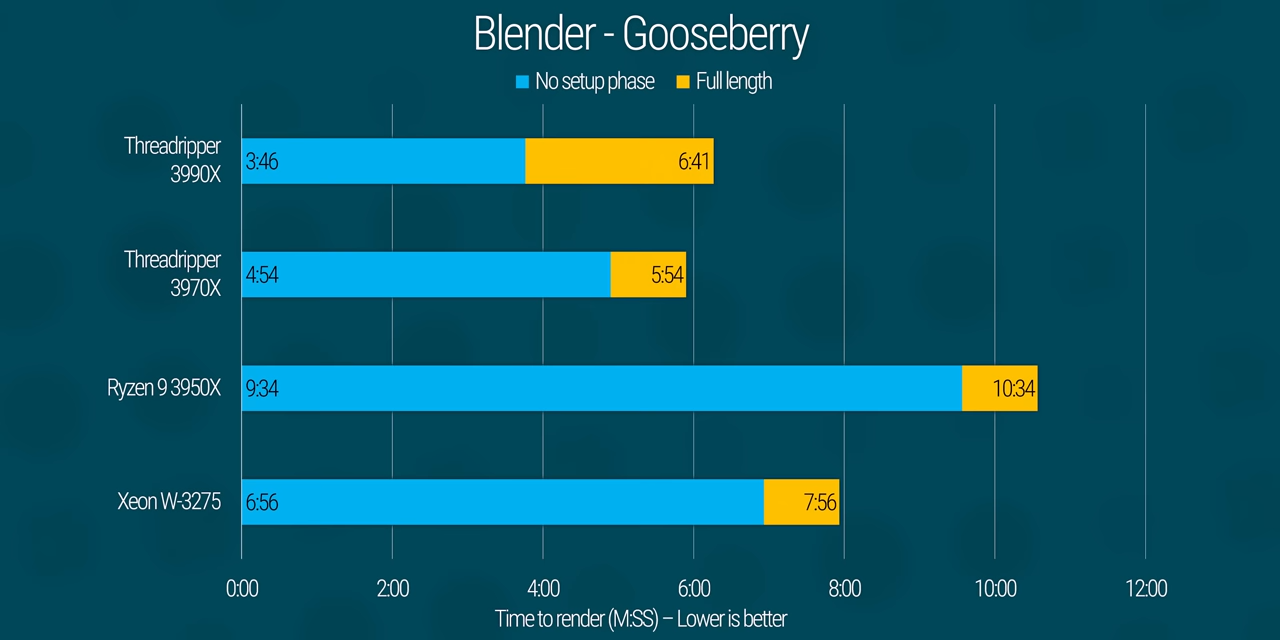 Blender - Gooseberry
No setup phase
Full length
Threadripper
3990X
3:46
6:41
Threadripper
3970X
4:54
5:54
Ryzen 9 3950X
9:34
10:34
Xeon W-3275
6:56
7:56
0:00
2:00
4:00
6:00
8:00
10:00
12:00
Time to render (M:SS) – Lower is better